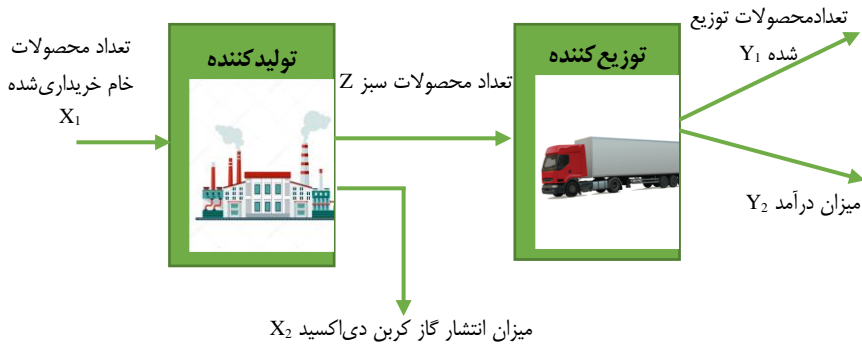 تعداد محصولات
خام خریداری‌شده
X1
تولیدکننده
تعداد محصولات سبز Z
توزیع‌کننده
تعدادمحصولات توزیع
شده Y1
میزان درآمد Y2
میزان انتشار گاز کربن دی‌اکسید X2